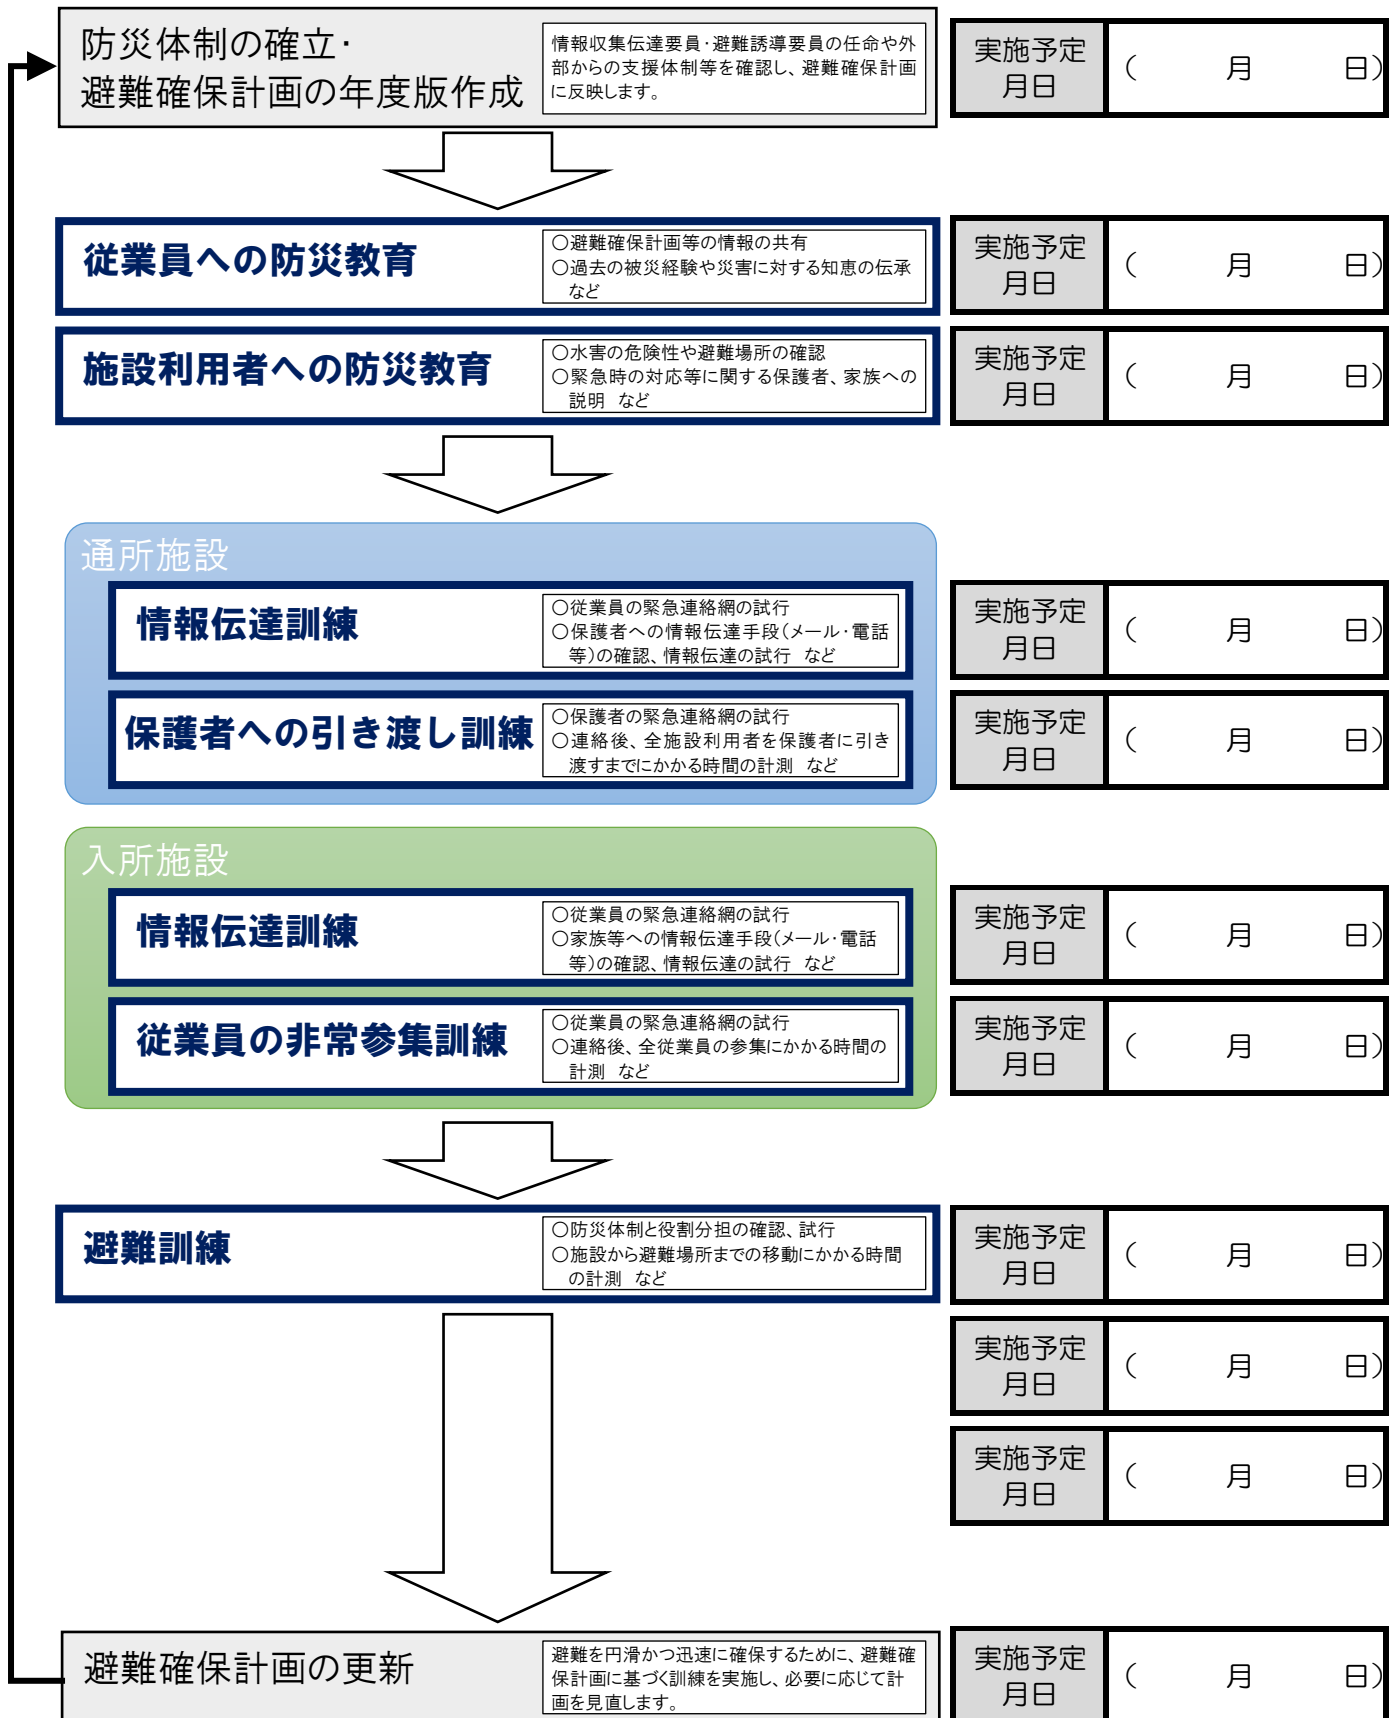 防災体制の確立・
避難確保計画の年度版作成
情報収集伝達要員・避難誘導要員の任命や外
部からの支援体制等を確認し、避難確保計画
に反映します。
実施予定
月日
（　月　日）
従業員への防災教育
○避難確保計画等の情報の共有
○過去の被災経験や災害に対する知恵の伝承
など
実施予定
月日
（　月　日）
施設利用者への防災教育
○水害の危険性や避難場所の確認
○緊急時の対応等に関する保護者、家族への
説明　など
実施予定
月日
（　月　日）
通所施設
情報伝達訓練
○従業員の緊急連絡網の試行
○保護者への情報伝達手段（メール・電話
等）の確認、情報伝達の試行　など
実施予定
月日
（　月　日）
保護者への引き渡し訓練
○保護者の緊急連絡網の試行
○連絡後、全施設利用者を保護者に引き
渡すまでにかかる時間の計測　など
実施予定
月日
（　月　日）
入所施設
情報伝達訓練
○従業員の緊急連絡網の試行
○家族等への情報伝達手段（メール・電話
等）の確認、情報伝達の試行　など
実施予定
月日
（　月　日）
従業員の非常参集訓練
○従業員の緊急連絡網の試行
○連絡後、全従業員の参集にかかる時間の
計測　など
実施予定
月日
（　月　日）
避難訓練
○防災体制と役割分担の確認、試行
○施設から避難場所までの移動にかかる時間
の計測　など
実施予定
月日
（　月　日）
実施予定
月日
（　月　日）
実施予定
月日
（　月　日）
避難確保計画の更新
避難を円滑かつ迅速に確保するために、避難確
保計画に基づく訓練を実施し、必要に応じて計
画を見直します。
実施予定
月日
（　月　日）